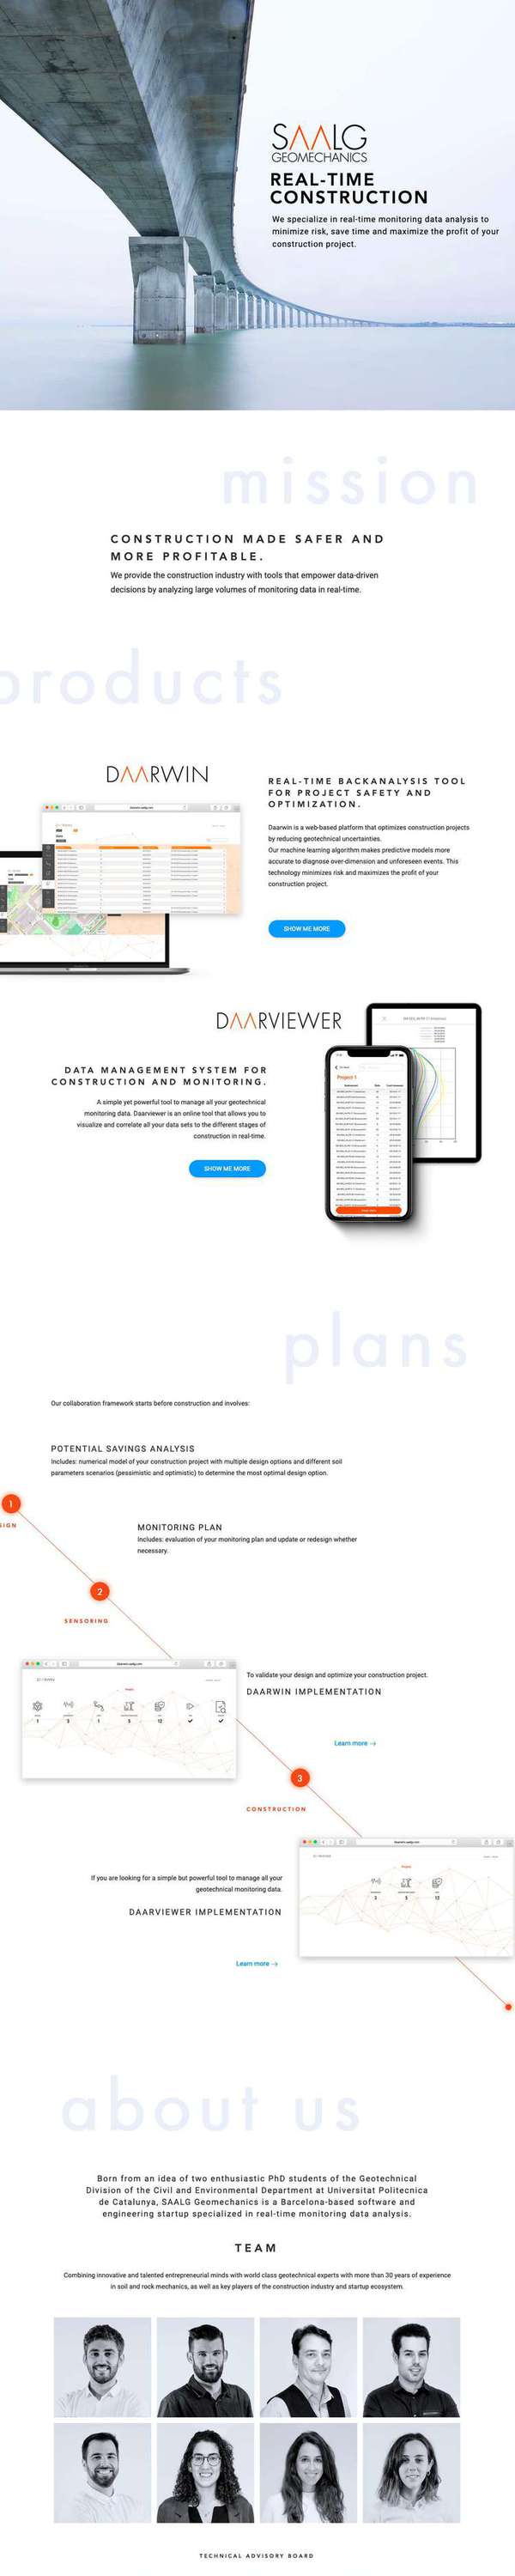 SAALG
GEOMECHANICS
REAL-TIME
CONSTRUCTION
We specialize in real-time monitoring data analysis to
minimize risk, save time and maximize the profit of your
construction project.
mission
CONSTRUCTION MADE SAFER AND
MORE PROFITABLE.
We provide the construction industry with tools that empower data-driven
decisions by analyzing large volumes of monitoring data in real-time.
products
DAARWIN
REAL-TIME BACKANALYSIS TOOL
FOR PROJECT SAFETY AND
OPTIMIZATION.
Daarwin is a web-based platform that optimizes construction projects
by reducing geotechnical uncertainties.
Our machine learning algorithm makes predictive models more
accurate to diagnose over-dimension and unforeseen events. This
technology minimizes risk and maximizes the profit of your
construction project.
SHOW ME MORE
DAARVIEWER
DATA MANAGEMENT SYSTEM FOR
CONSTRUCTION AND MONITORING.
A simple yet powerful tool to manage all your geotechnical
monitoring data. Daarviewer is an online tool that allows you to
visualize and correlate all your data sets to the different stages of
construction in real-time.
SHOW ME MORE
Project 1
plans
Our collaboration framework starts before construction and involves:
POTENTIAL SAVINGS ANALYSIS
Includes: numerical model of your construction project with multiple design options and different soil
parameters scenarios (pessimistic and optimistic) to determine the most optimal design option.
1
SIGN
MONITORING PLAN
Includes: evaluation of your monitoring plan and update or redesign whether
necessary.
2
SENSORING
To validate your design and optimize your construction project.
DAARWIN IMPLEMENTATION
Learn more →
3
CONSTRUCTION
If you are looking for a simple but powerful tool to manage all your
geotechnical monitoring data.
DAARVIEWER IMPLEMENTATION
Learn more →
about us
Born from an idea of two enthusiastic PhD students of the Geotechnical
Division of the Civil and Environmental Department at Universitat Politecnica
de Catalunya, SAALG Geomechanics is a Barcelona-based software and
engineering startup specialized in real-time monitoring data analysis.
TEAM
Combining innovative and talented entrepreneurial minds with world class geotechnical experts with more than 30 years of experience
in soil and rock mechanics, as well as key players of the construction industry and startup ecosystem.
TECHNICAL ADVISORY BOARD